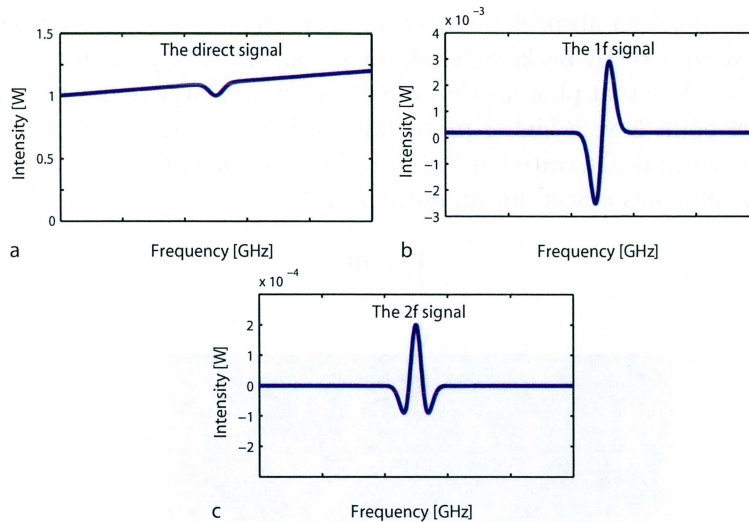 The direct signal
1.5
1
0.5
0
Intensity [W]
Frequency [GHz]
a
x 10⁻³
The 1f signal
4
3
2
1
0
−1
−2
−3
Intensity [W]
Frequency [GHz]
b
x 10⁻⁴
The 2f signal
2
1
0
−1
−2
Intensity [W]
Frequency [GHz]
c